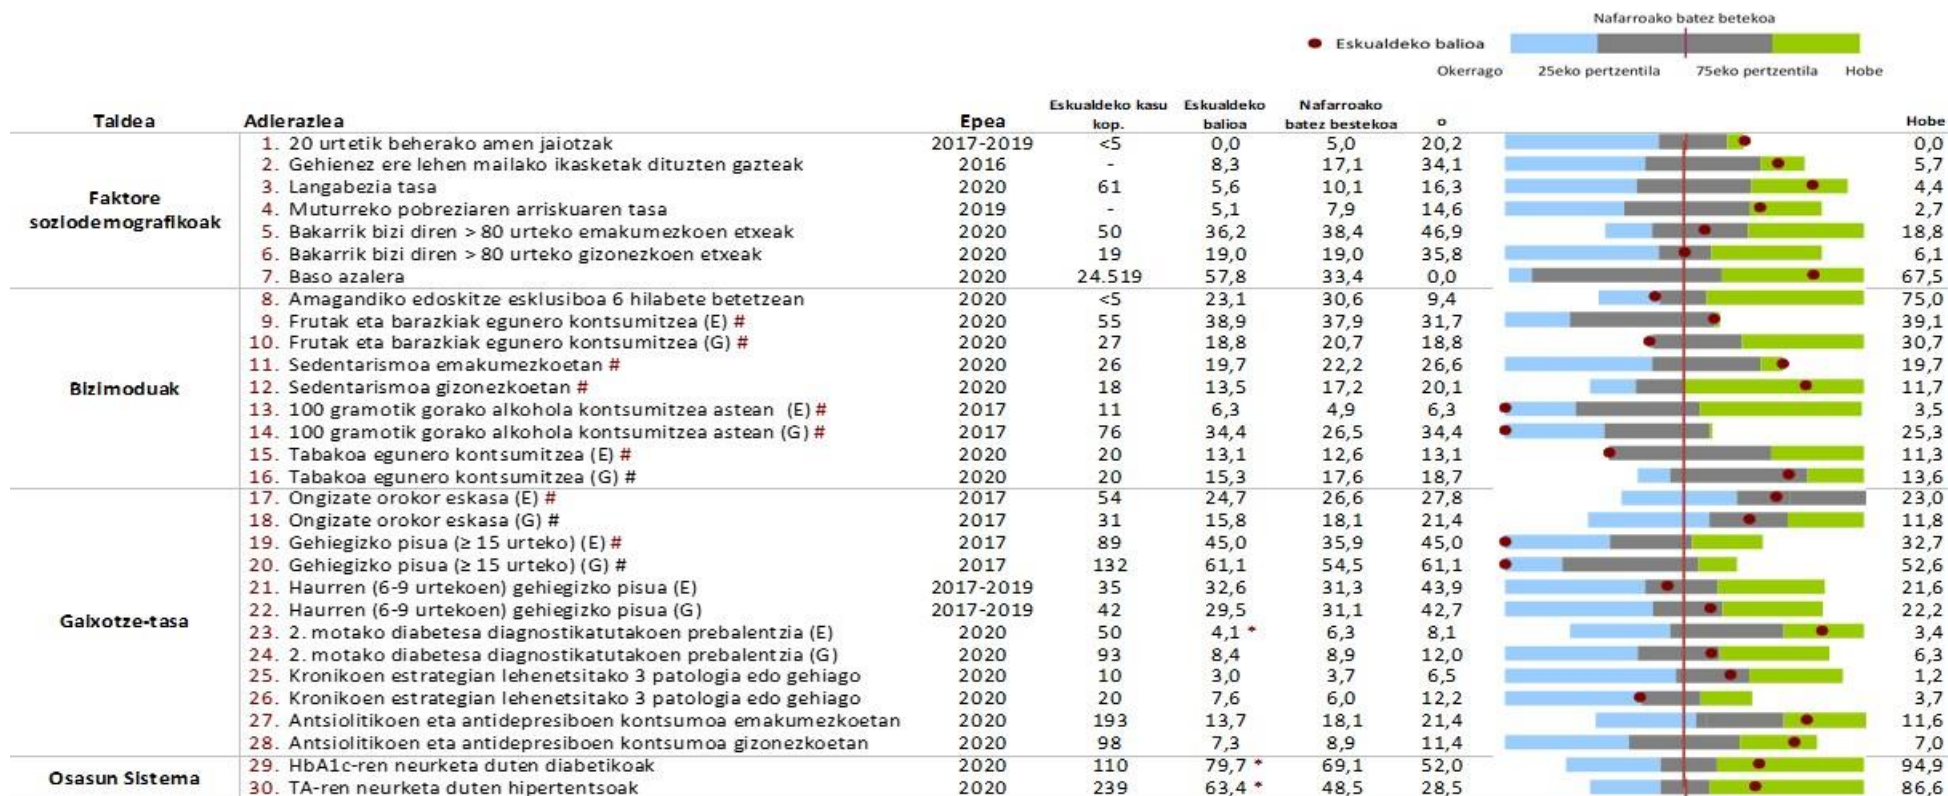 Nafarroako batez betekoa
Eskualdeko balioa
Okerrago 25eko pertzentila 75eko pertzentila Hobe
Taldea Adierazlea Epea Eskualdeko kasu kop. Eskualdeko balioa Nafarroako batez bestekoa o Hobe
Faktore soziodemografikoak
1. 20 urtetik beherako amen jaiotzak 2017-2019 <5 0,0 5,0 20,2 0,0
2. Gehienez ere lehen mailako ikasketak dituzten gazteak 2016 - 8,3 17,1 34,1 5,7
3. Langabezia tasa 2020 61 5,6 10,1 16,3 4,4
4. Muturreko pobreziaren arriskuaren tasa 2019 - 5,1 7,9 14,6 2,7
5. Bakarrik bizi diren > 80 urteko emakumezkoen etxeak 2020 50 36,2 38,4 46,9 18,8
6. Bakarrik bizi diren > 80 urteko gizonezkoen etxeak 2020 19 19,0 19,0 35,8 6,1
7. Baso azalera 2020 24.519 57,8 33,4 0,0 67,5
Bizimoduak
8. Amagandiko edoskitze esklusiboa 6 hilabete betetzean 2020 <5 23,1 30,6 9,4 75,0
9. Frutak eta barazkiak egunero kontsumitzea (E) # 2020 55 38,9 37,9 31,7 39,1
10. Frutak eta barazkiak egunero kontsumitzea (G) # 2020 27 18,8 20,7 18,8 30,7
11. Sedentarismoa emakumezkoetan # 2020 26 19,7 22,2 26,6 19,7
12. Sedentarismoa gizonezkoetan # 2020 18 13,5 17,2 20,1 11,7
13. 100 gramotik gorako alkohola kontsumitzea astean (E) # 2017 11 6,3 4,9 6,3 3,5
14. 100 gramotik gorako alkohola kontsumitzea astean (G) # 2017 76 34,4 26,5 34,4 25,3
15. Tabakoa egunero kontsumitzea (E) # 2020 20 13,1 12,6 13,1 11,3
16. Tabakoa egunero kontsumitzea (G) # 2020 20 15,3 17,6 18,7 13,6
Gaixotze-tasa
17. Ongizate orokor eskasa (E) # 2017 54 24,7 26,6 27,8 23,0
18. Ongizate orokor eskasa (G) # 2017 31 15,8 18,1 21,4 11,8
19. Gehiegizko pisua (≥ 15 urteko) (E) # 2017 89 45,0 35,9 45,0 32,7
20. Gehiegizko pisua (≥ 15 urteko) (G) # 2017 132 61,1 54,5 61,1 52,6
21. Haurren (6-9 urtekoen) gehiegizko pisua (E) 2017-2019 35 32,6 31,3 43,9 21,6
22. Haurren (6-9 urtekoen) gehiegizko pisua (G) 2017-2019 42 29,5 31,1 42,7 22,2
23. 2. motako diabetesa diagnostikatutakoen prebalentzia (E) 2020 50 4,1 * 6,3 8,1 3,4
24. 2. motako diabetesa diagnostikatutakoen prebalentzia (G) 2020 93 8,4 8,9 12,0 6,3
25. Kronikoen estrategian lehenetsitako 3 patologia edo gehiago 2020 10 3,0 3,7 6,5 1,2
26. Kronikoen estrategian lehenetsitako 3 patologia edo gehiago 2020 20 7,6 6,0 12,2 3,7
27. Antsiolitikoen eta antidepresiboen kontsumoa emakumezkoetan 2020 193 13,7 18,1 21,4 11,6
28. Antsiolitikoen eta antidepresiboen kontsumoa gizonezkoetan 2020 98 7,3 8,9 11,4 7,0
Osasun Sistema
29. HbA1c-ren neurketa duten diabetikoak 2020 110 79,7 * 69,1 52,0 94,9
30. TA-ren neurketa duten hipertentsoak 2020 239 63,4 * 48,5 28,5 86,6